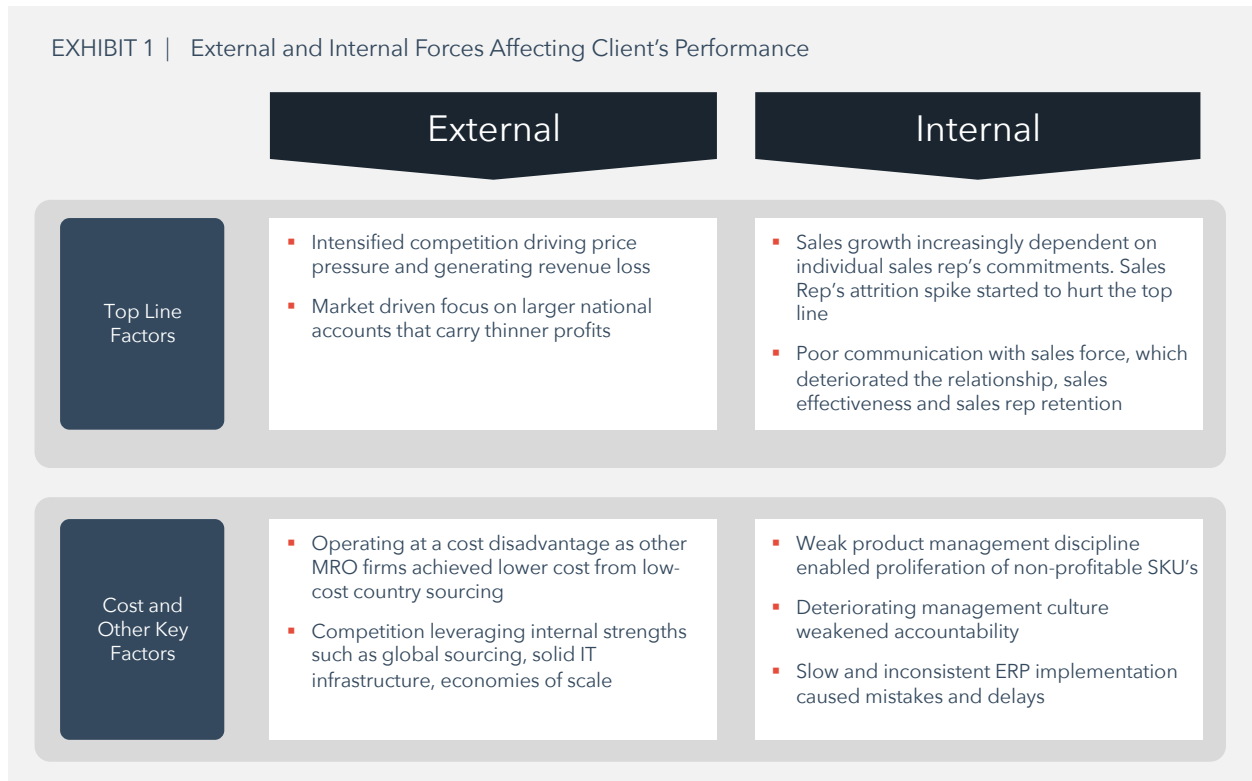 EXHIBIT 1 | External and Internal Forces Affecting Client's Performance
External
Internal
Top Line
Factors
▪ Intensified competition driving price
pressure and generating revenue loss
▪ Market driven focus on larger national
accounts that carry thinner profits
▪ Sales growth increasingly dependent on
individual sales rep's commitments. Sales
Rep's attrition spike started to hurt the top
line
▪ Poor communication with sales force, which
deteriorated the relationship, sales
effectiveness and sales rep retention
Cost and
Other Key
Factors
▪ Operating at a cost disadvantage as other
MRO firms achieved lower cost from low-
cost country sourcing
▪ Competition leveraging internal strengths
such as global sourcing, solid IT
infrastructure, economies of scale
▪ Weak product management discipline
enabled proliferation of non-profitable SKU's
▪ Deteriorating management culture
weakened accountability
▪ Slow and inconsistent ERP implementation
caused mistakes and delays